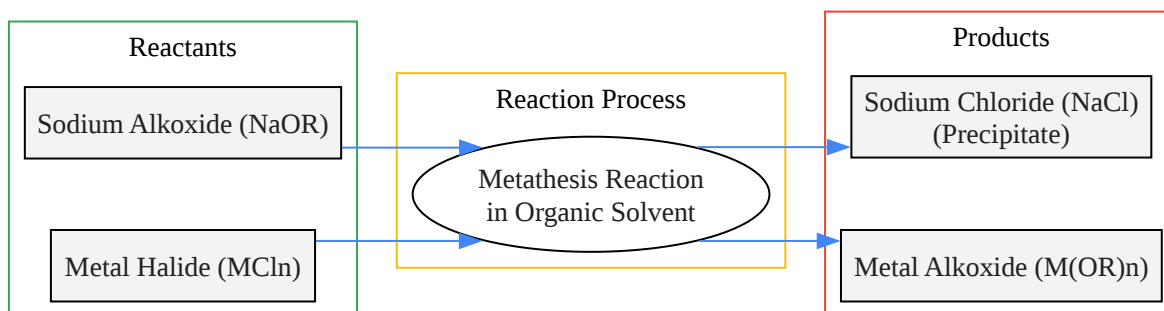 Reactants
Sodium Alkoxide (NaOR)
Metal Halide (MCln)
Reaction Process
Metathesis Reaction
in Organic Solvent
Products
Sodium Chloride (NaCl)
(Precipitate)
Metal Alkoxide (M(OR)n)